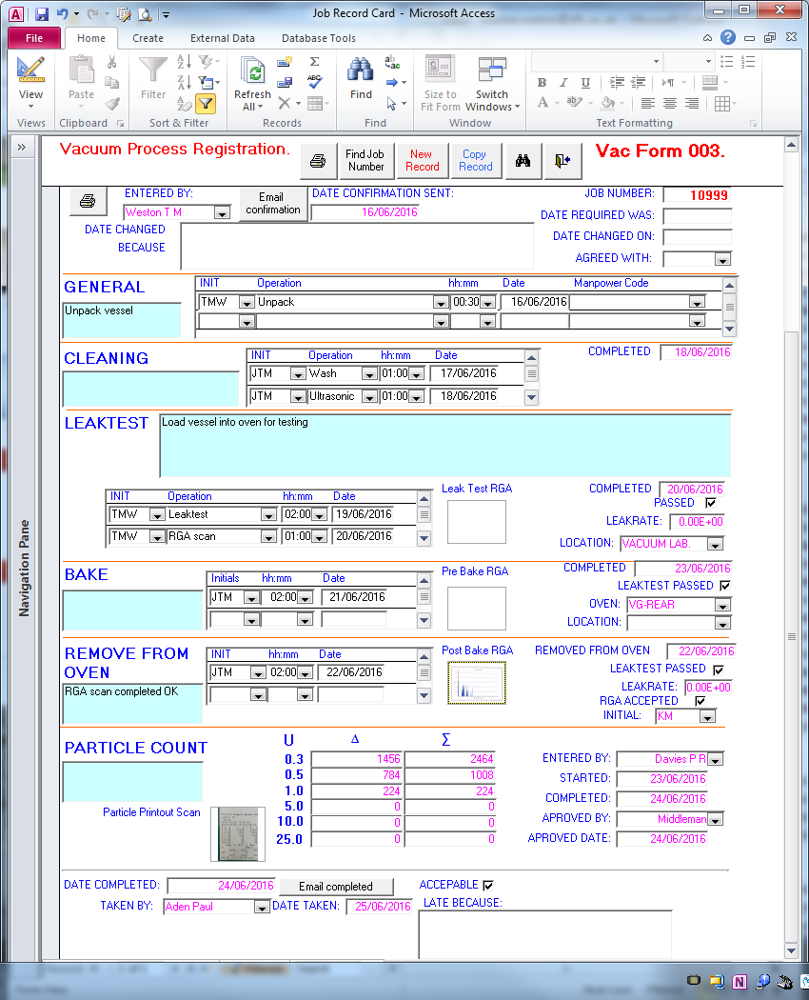 Job Record Card - Microsoft Access
File Home Create External Data Database Tools
View Paste Filter Refresh All Find Size to Fit Form Switch Windows
Views Clipboard Sort & Filter Records Find Window Text Formatting
Vacuum Process Registration. Find Job Number New Record Copy Record Vac Form 003.
ENTERED BY: Email confirmation DATE CONFIRMATION SENT: JOB NUMBER: 10999
Weston T M 16/06/2016 DATE REQUIRED WAS:
DATE CHANGED BECAUSE DATE CHANGED ON:
AGREED WITH:
GENERAL INIT Operation hh:mm Date Manpower Code
Unpack vessel TMW Unpack 00:30 16/06/2016
CLEANING INIT Operation hh:mm Date COMPLETED 18/06/2016
JTM Wash 01:00 17/06/2016
JTM Ultrasonic 01:00 18/06/2016
LEAKTEST Load vessel into oven for testing
INIT Operation hh:mm Date Leak Test RGA COMPLETED 20/06/2016
PASSED
TMW Leaktest 02:00 19/06/2016 LEAKRATE: 0.00E+00
TMW RGA scan 01:00 20/06/2016 LOCATION: VACUUM LAB.
BAKE Initials hh:mm Date Pre Bake RGA COMPLETED 23/06/2016
LEAKTEST PASSED
JTM 02:00 21/06/2016 OVEN: VG-REAR
LOCATION:
REMOVE FROM OVEN INIT hh:mm Date Post Bake RGA REMOVED FROM OVEN 22/06/2016
JTM 02:00 22/06/2016 LEAKTEST PASSED
RGA scan completed OK LEAKRATE: 0.00E+00
RGA ACCEPTED
INITIAL: KM
PARTICLE COUNT U Δ Σ
0.3 1456 2464 ENTERED BY: Davies P R
0.5 784 1008 STARTED: 23/06/2016
1.0 224 224 COMPLETED: 24/06/2016
5.0 0 0
Particle Printout Scan 10.0 0 0 APROVED BY: Middleman
25.0 0 0 APROVED DATE: 24/06/2016
DATE COMPLETED: 24/06/2016 Email completed ACCEPABLE
TAKEN BY: Aden Paul DATE TAKEN: 25/06/2016 LATE BECAUSE:
Navigation Pane